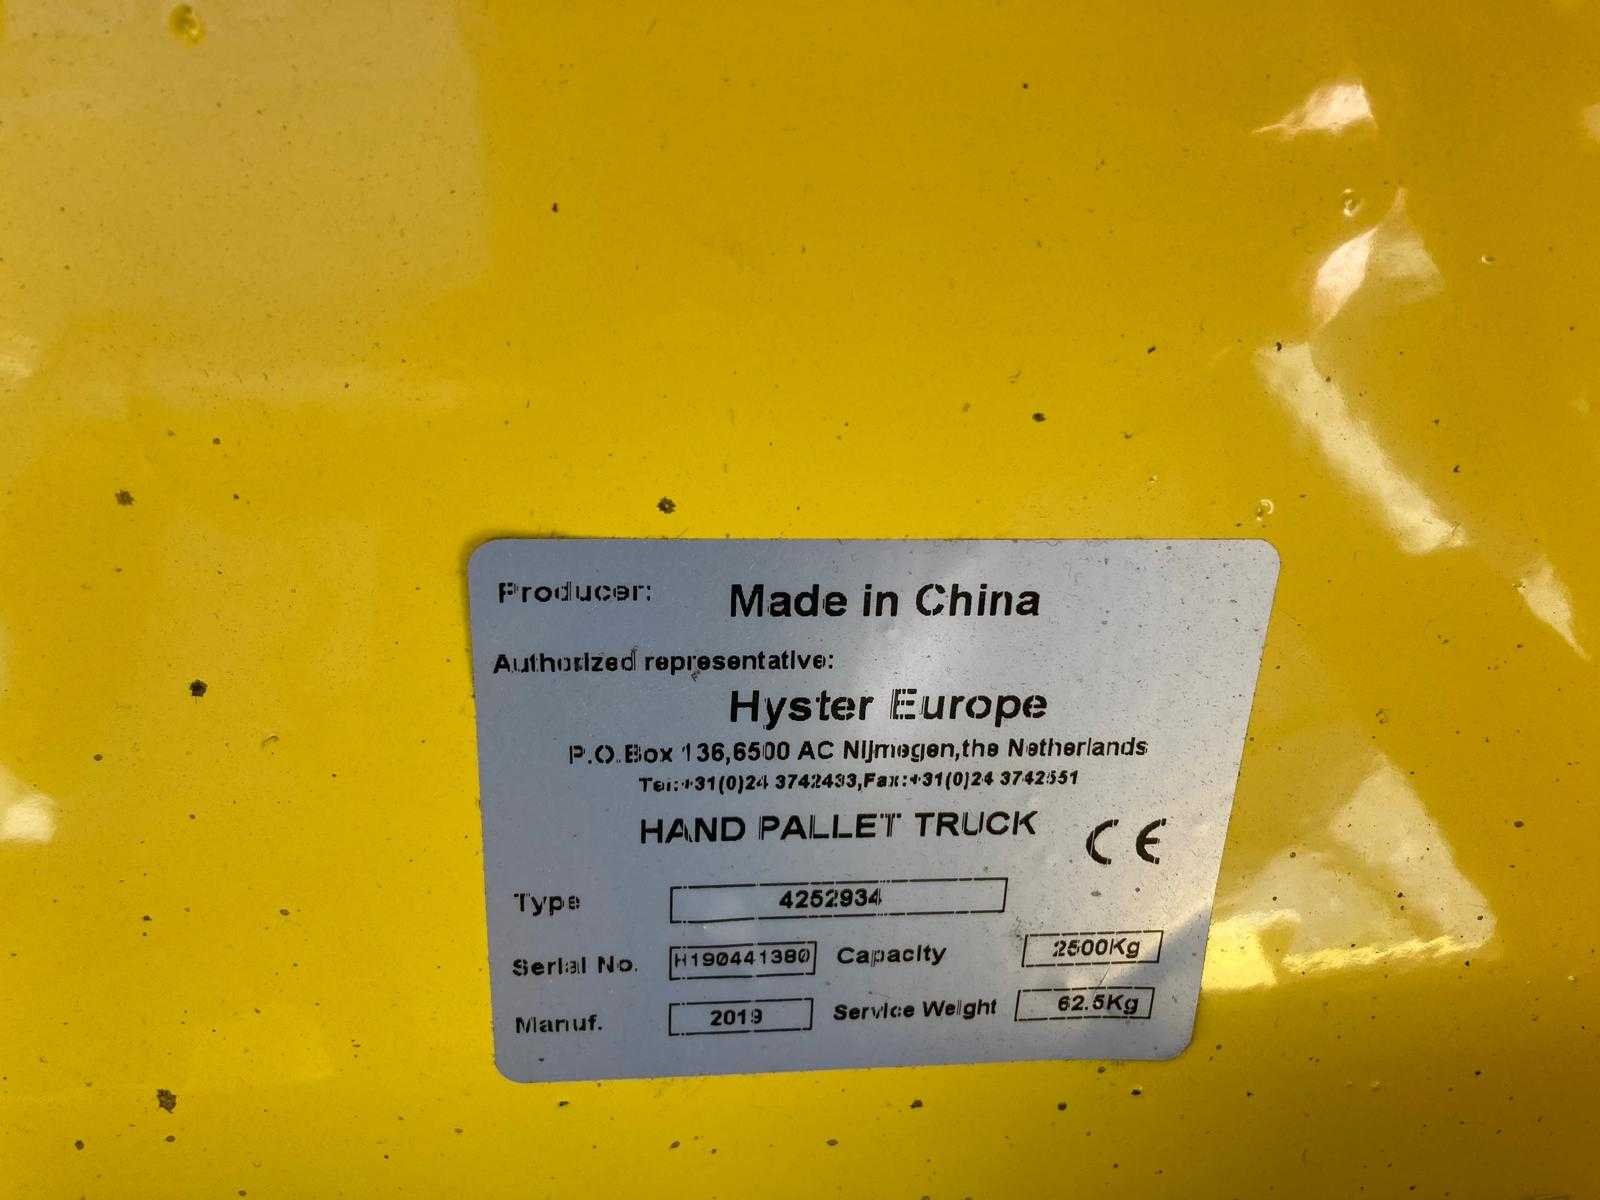 Producer: Made in China
Authorized representative:
Hyster Europe
P.O.Box 136,6500 AC Nijmegen,the Netherlands
Tel:+31(0)24 3742433,Fax:+31(0)24 3742551
HAND PALLET TRUCK CE
Type 4252934
Serial No. H190441380 Capacity 2500Kg
Manuf. 2019 Service Weight 62.5Kg